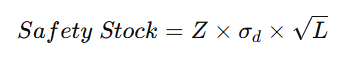 Safety Stock = Z × σ_d × √L